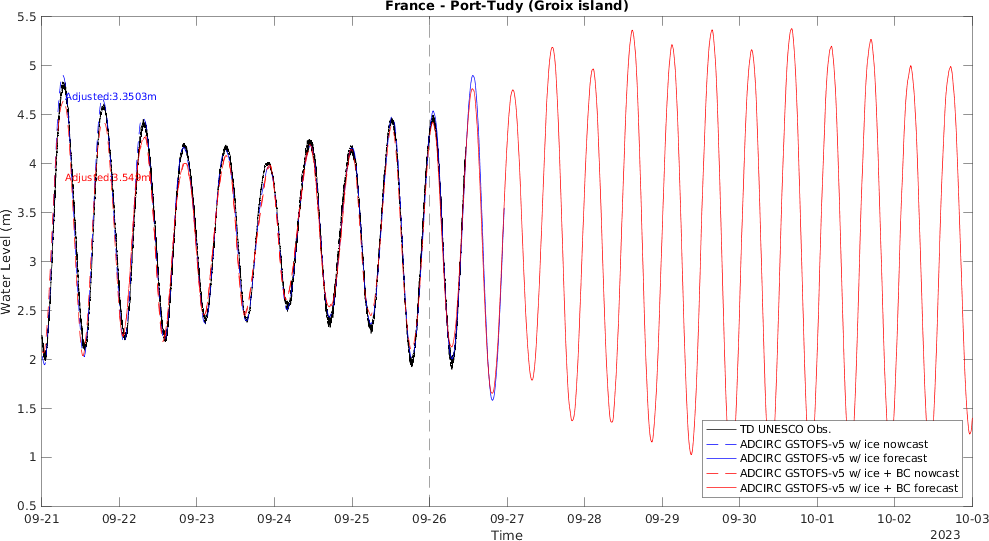 France - Port-Tudy (Groix island)
5.5
5
4.5
4
3.5
3
2.5
2
1.5
1
0.5
Water Level (m)
Adjusted:3.3503m
Adjusted:3.549m
TD UNESCO Obs.
ADCIRC GSTOFS-v5 w/ ice nowcast
ADCIRC GSTOFS-v5 w/ ice forecast
ADCIRC GSTOFS-v5 w/ ice + BC nowcast
ADCIRC GSTOFS-v5 w/ ice + BC forecast
09-21 09-22 09-23 09-24 09-25 09-26 09-27 09-28 09-29 09-30 10-01 10-02 10-03
Time
2023